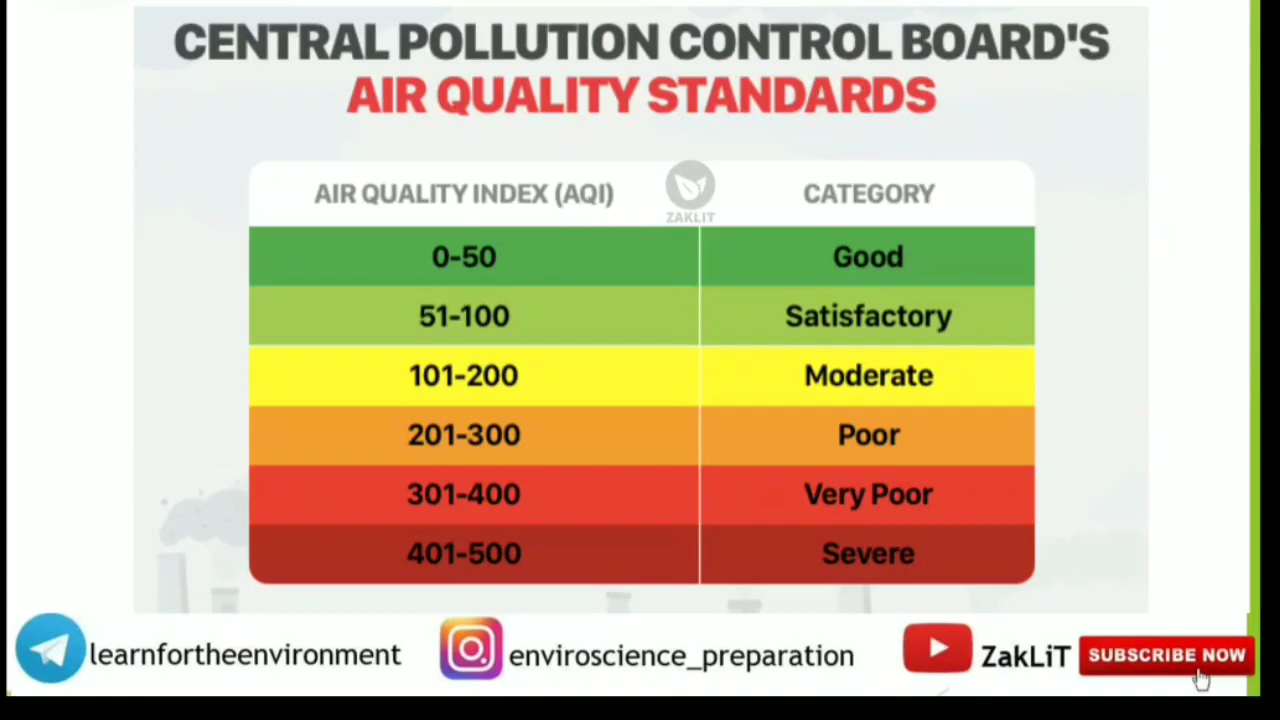 CENTRAL POLLUTION CONTROL BOARD'S
AIR QUALITY STANDARDS
AIR QUALITY INDEX (AQI) CATEGORY
ZAKLIT
0-50 Good
51-100 Satisfactory
101-200 Moderate
201-300 Poor
301-400 Very Poor
401-500 Severe
learnfortheenvironment enviroscience_preparation ZakLiT SUBSCRIBE NOW